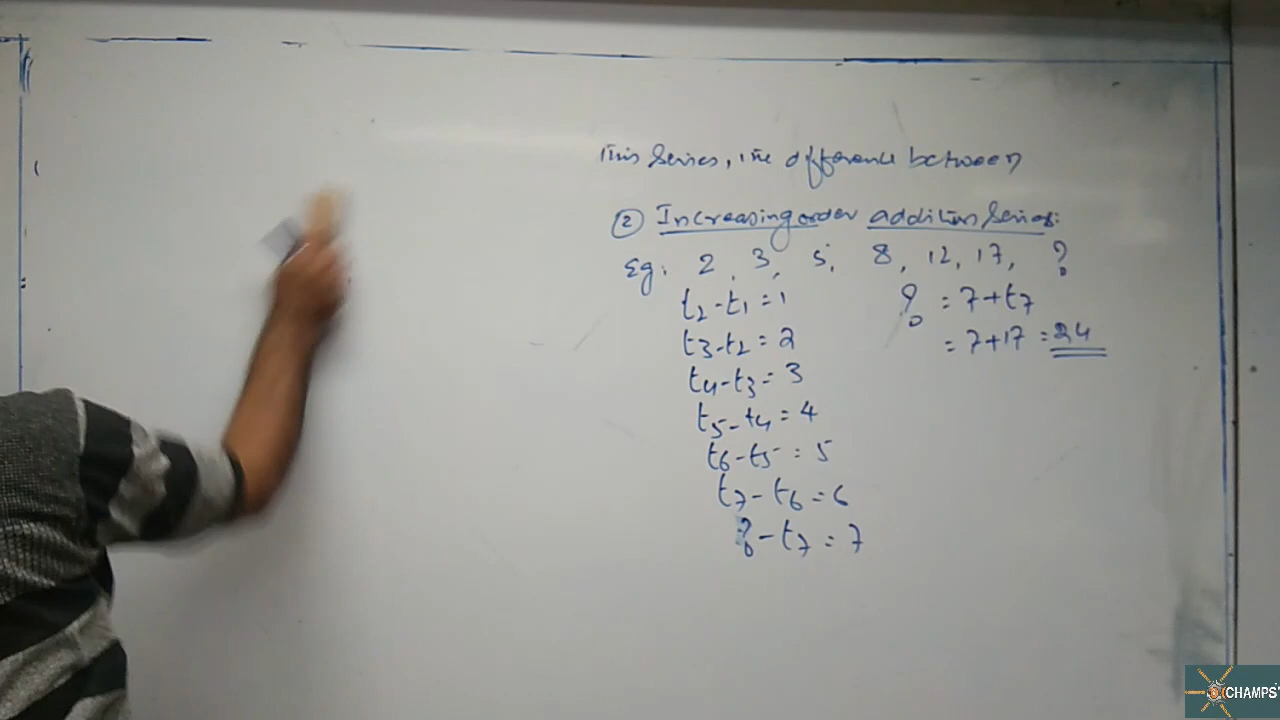 This Series, the difference between
② Increasing order addition Series:
Eg: 2, 3, 5, 8, 12, 17, ?
t2-t1=1
t3-t2=2
t4-t3=3
t5-t4=4
t6-t5=5
t7-t6=6
?-t7=7
?=7+t7
=7+17=24
CHAMPS